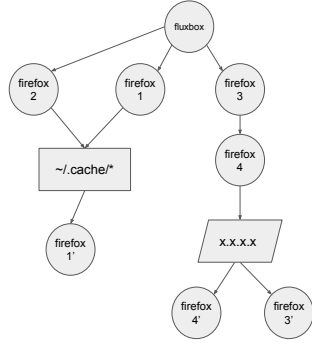 fluxbox
firefox
2
firefox
1
firefox
3
~/.cache/*
firefox
4
firefox
1'
x.x.x.x
firefox
4'
firefox
3'